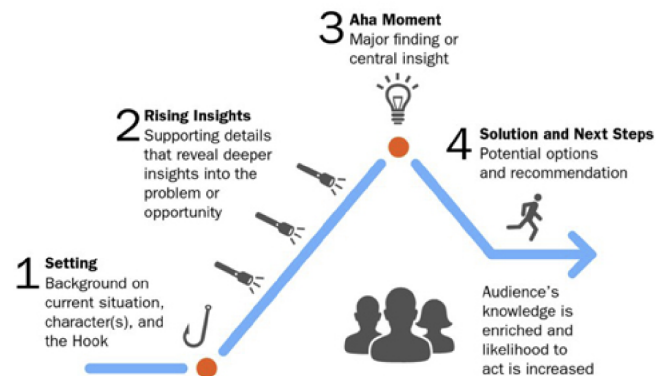 1 Setting
Background on
current situation,
character(s), and
the Hook
2 Rising Insights
Supporting details
that reveal deeper
insights into the
problem or
opportunity
3 Aha Moment
Major finding or
central insight
4 Solution and Next Steps
Potential options
and recommendation
Audience's
knowledge is
enriched and
likelihood to
act is increased